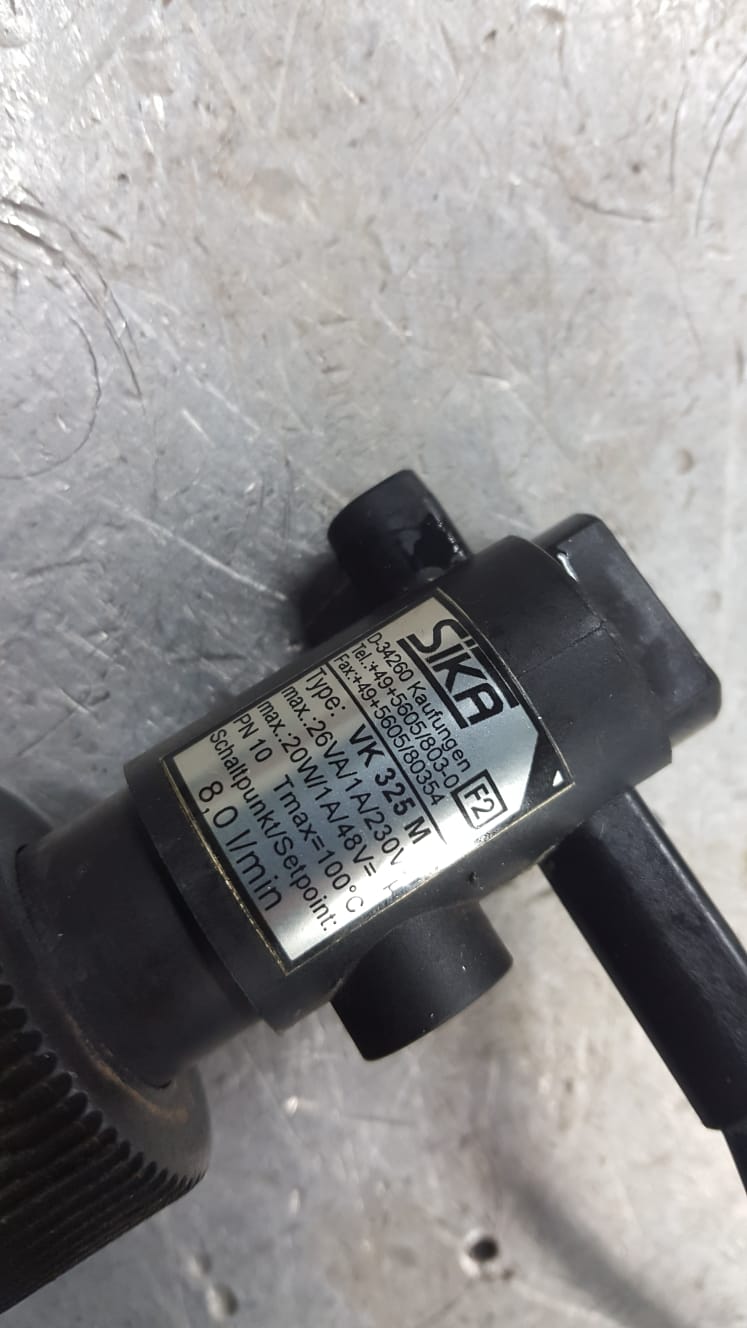 SIKA
D-34260 Kaufungen
Tel.:+49+5605/803-0
Fax:+49+5605/80354
F2
Type: VK 325 M
max.:26VA/1A/230V
max.:20W/1A/48V=
PN 10 Tmax=100°C
Schaltpunkt/Setpoint:
8,0 l/min